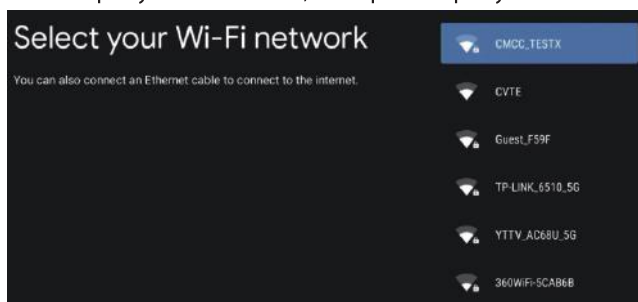 Select your Wi-Fi network
You can also connect an Ethernet cable to connect to the internet.
CMCC_TESTX
CVTE
Guest_F59F
TP-LINK_6510_5G
YTTV_AC68U_5G
360WiFi-5CAB6B